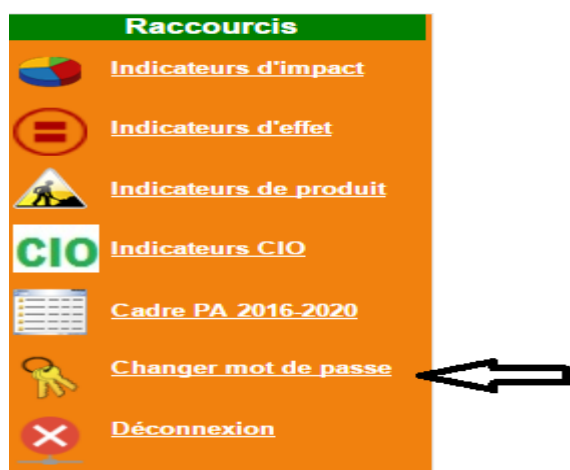 Raccourcis
Indicateurs d'impact
Indicateurs d'effet
Indicateurs de produit
CIO Indicateurs CIO
Cadre PA 2016-2020
Changer mot de passe
Déconnexion